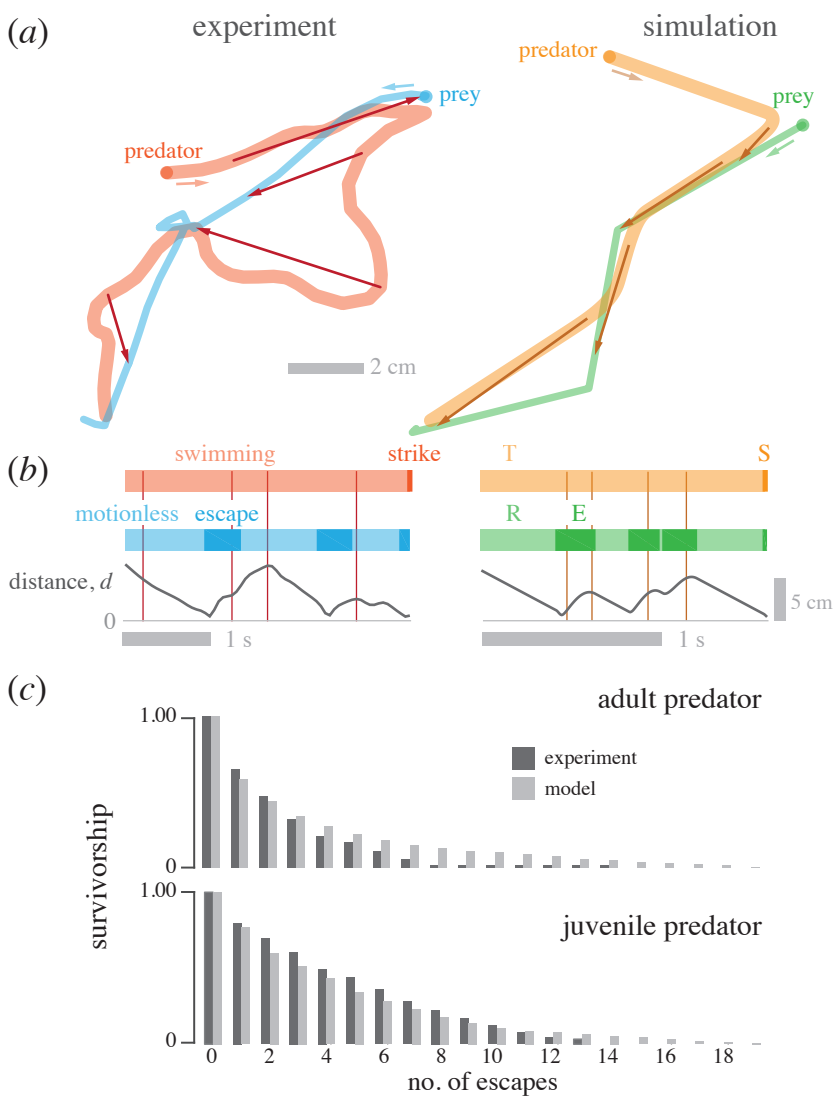 (a)
experiment
simulation
predator
prey
predator
prey
2 cm
(b)
swimming
strike
T
S
motionless
escape
R
E
distance, d
0
5 cm
1 s
1 s
(c)
adult predator
1.00
experiment
model
0
survivorship
1.00
juvenile predator
0
0 2 4 6 8 10 12 14 16 18
no. of escapes